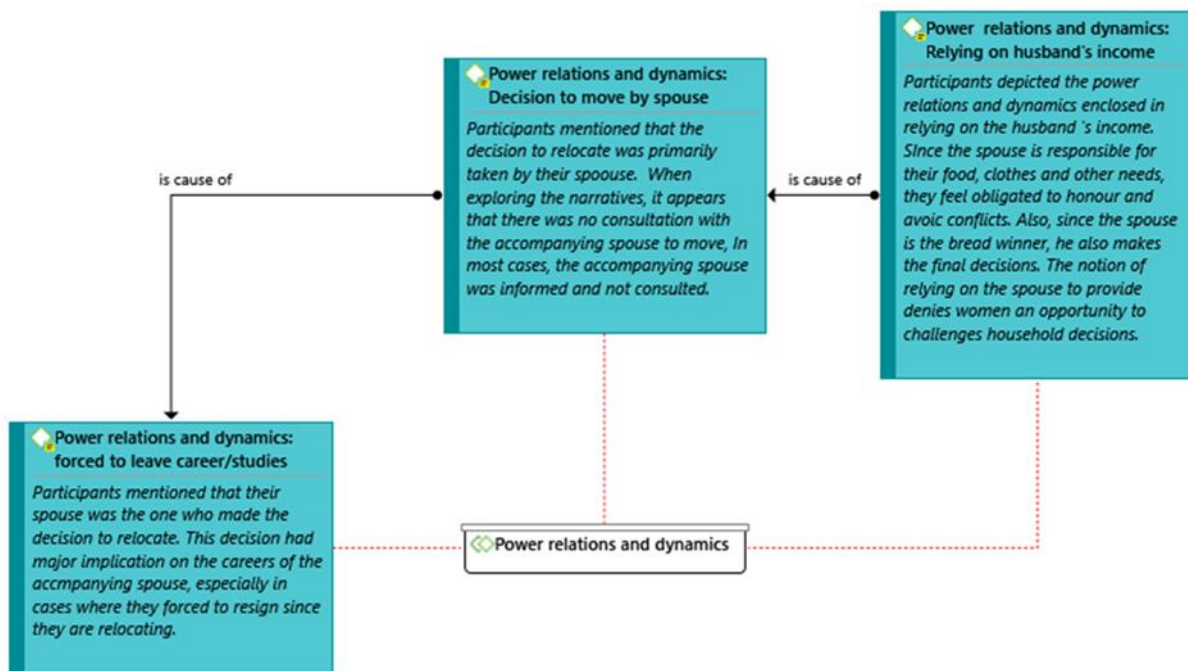 Power relations and dynamics:
Relying on husband's income
Participants depicted the power
relations and dynamics enclosed in
relying on the husband 's income.
SInce the spouse is responsible for
their food, clothes and other needs,
they feel obligated to honour and
avoic conflicts. Also, since the spouse
is the bread winner, he also makes
the final decisions. The notion of
relying on the spouse to provide
denies women an opportunity to
challenges household decisions.
is cause of
Power relations and dynamics:
Decision to move by spouse
Participants mentioned that the
decision to relocate was primarily
taken by their spoouse. When
exploring the narratives, it appears
that there was no consultation with
the accompanying spouse to move, In
most cases, the accompanying spouse
was informed and not consulted.
is cause of
Power relations and dynamics:
forced to leave career/studies
Participants mentioned that their
spouse was the one who made the
decision to relocate. This decision had
major implication on the careers of the
accmpanying spouse, especially in
cases where they forced to resign since
they are relocating.
Power relations and dynamics